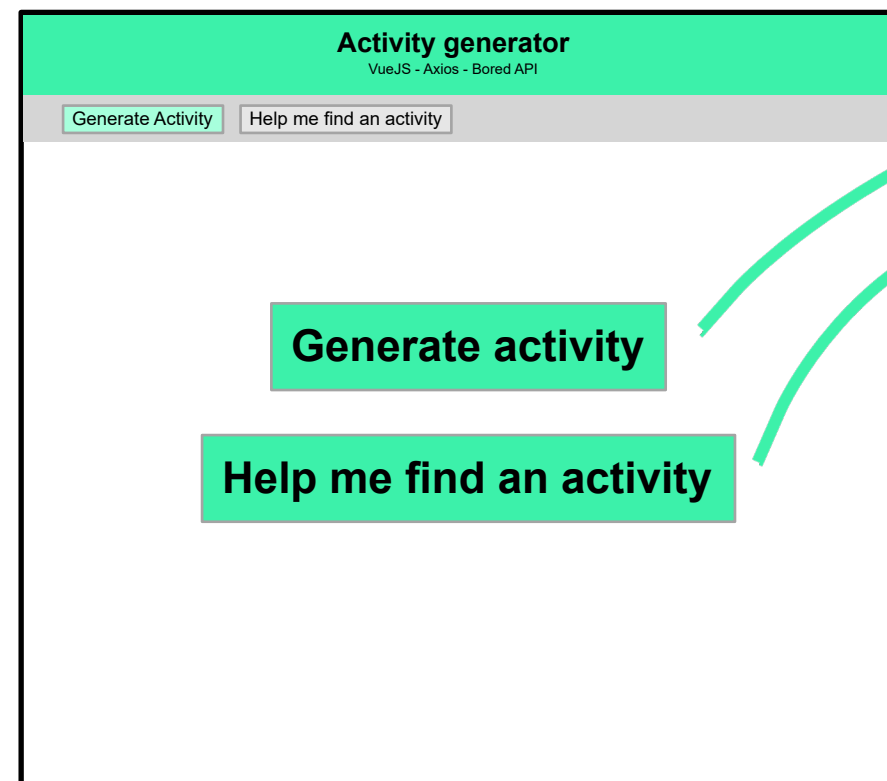 Activity generator
VueJS - Axios - Bored API
Generate Activity
Help me find an activity
Generate activity
Help me find an activity